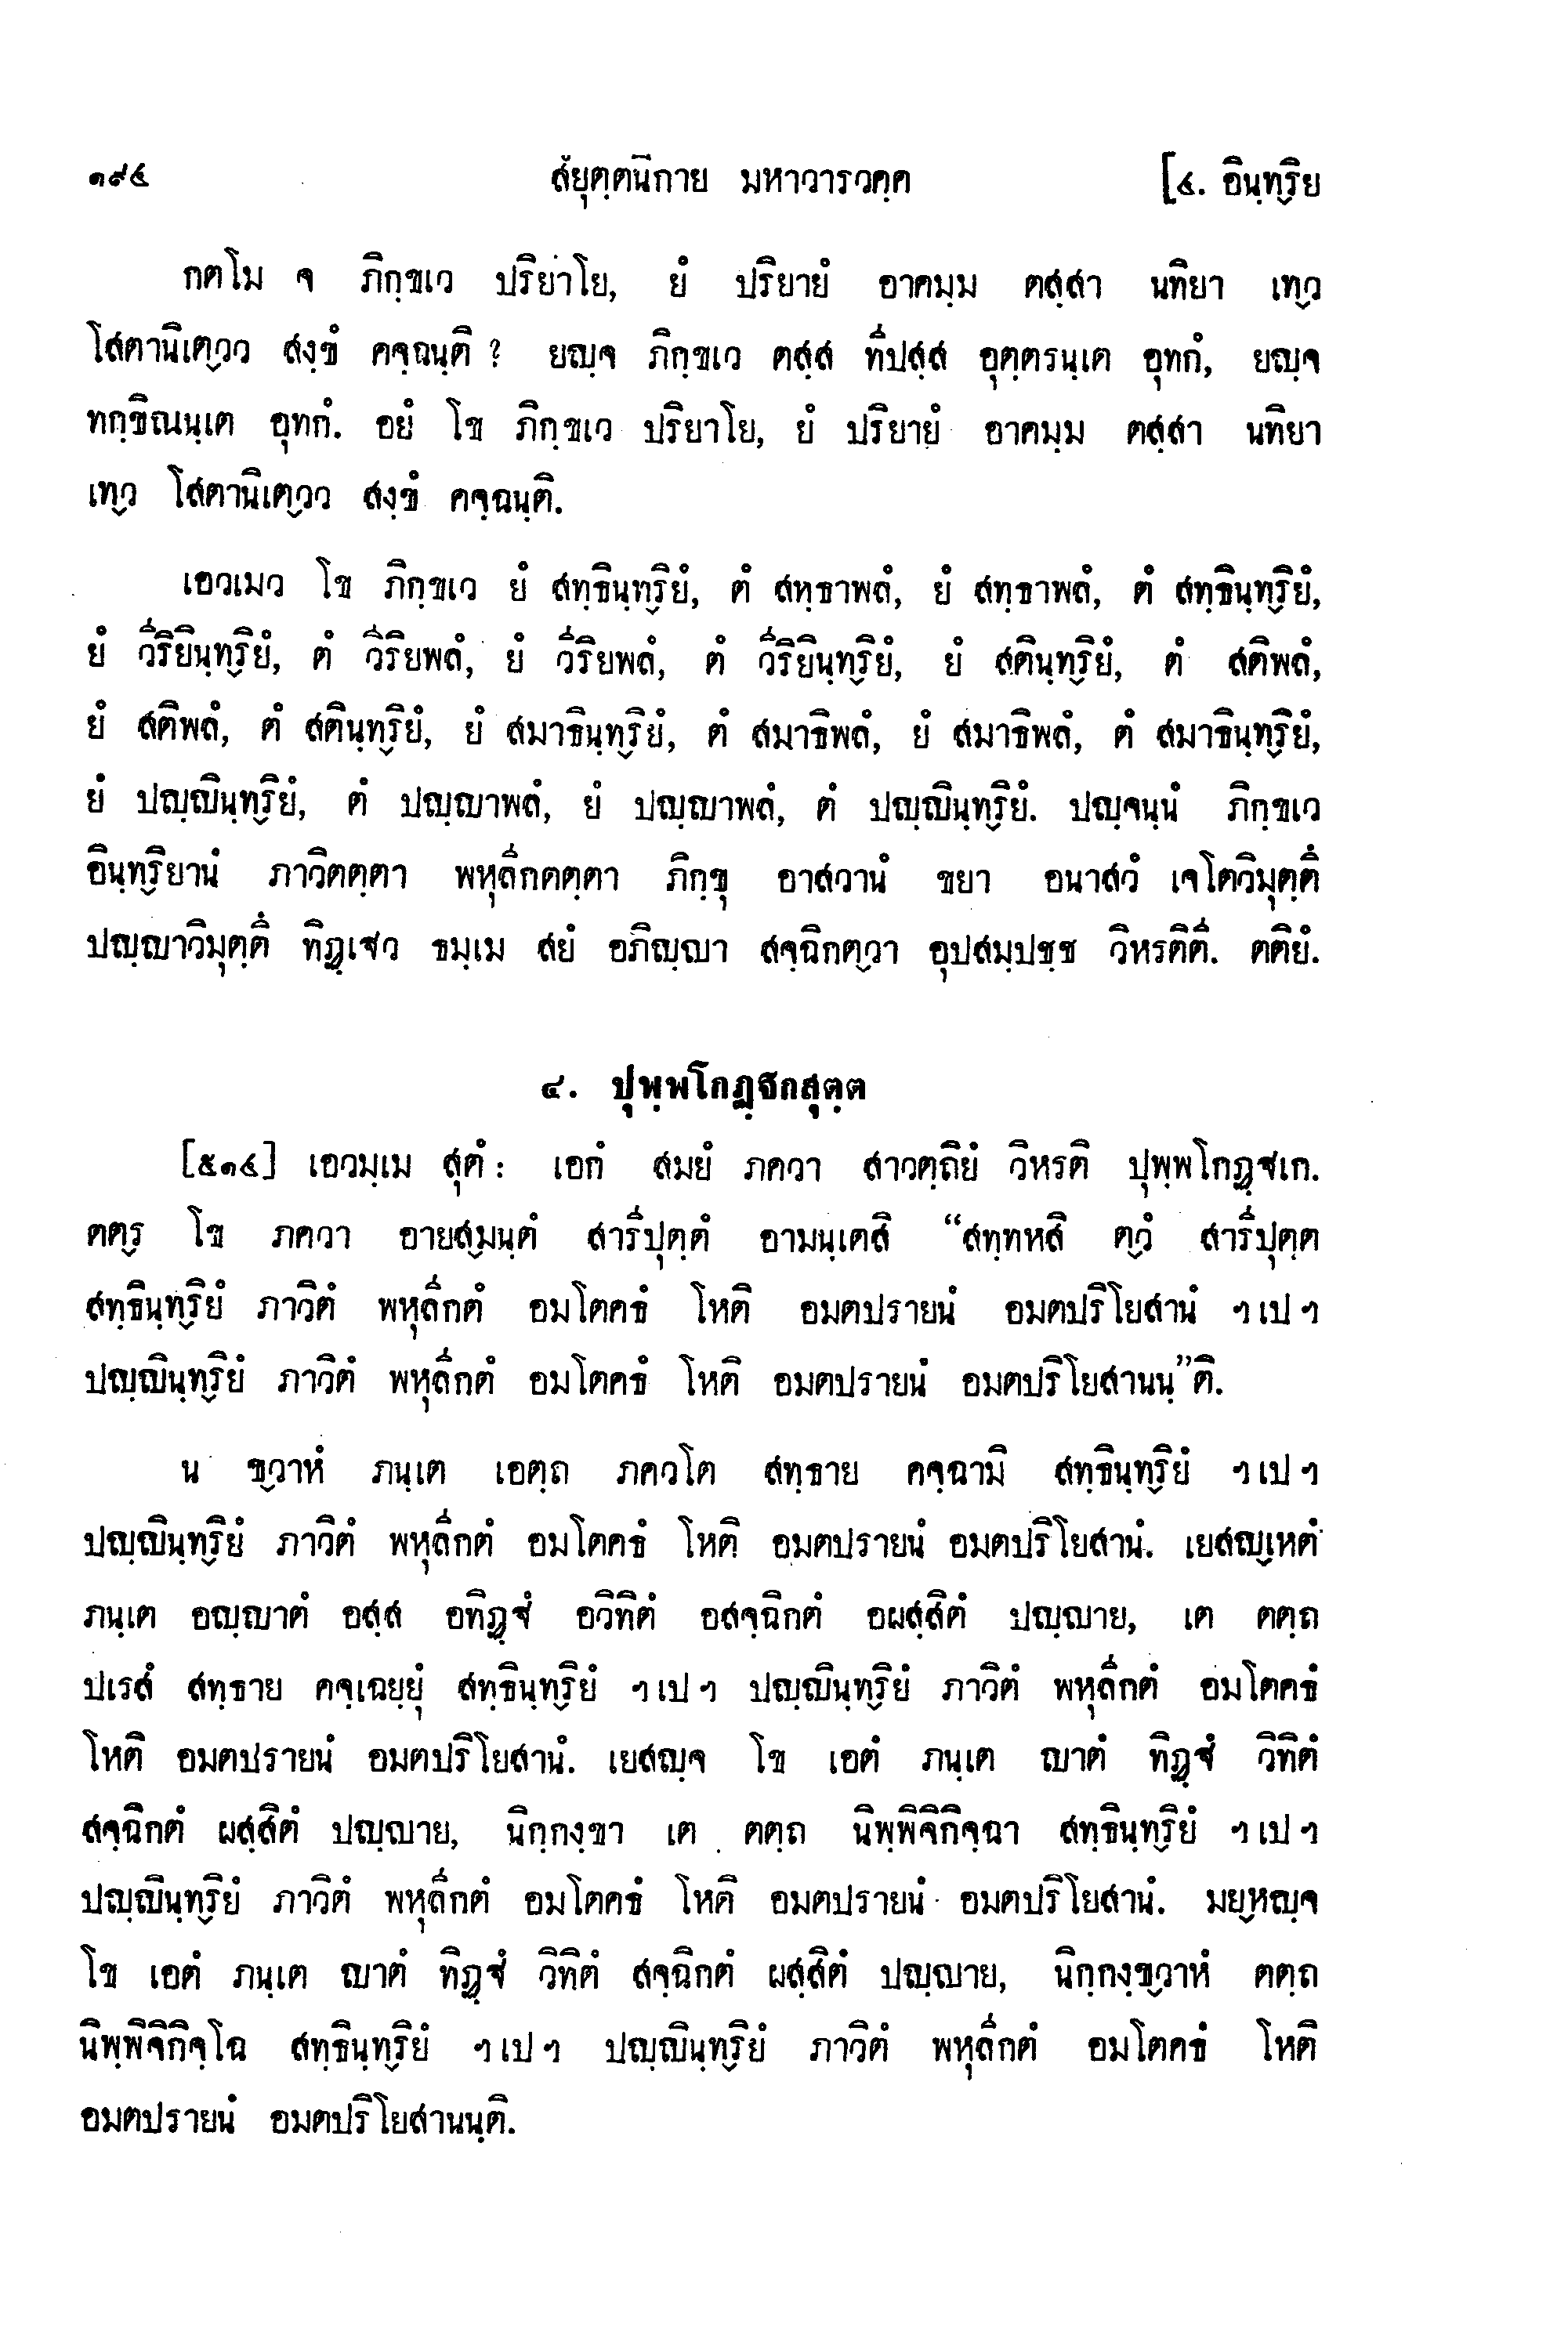 ๑๙๔ สํยุตฺตนิกาย มหาวารวคฺค [๔. อินฺทฺริย
กตโม จ ภิกฺขเว ปริยาโย, ยํ ปริยายํ อาคมฺม ตสฺสา นทิยา เทฺว
โสตานิเตฺวว สงฺขํ คจฺฉนฺติ ? ยญฺจ ภิกฺขเว ตสฺส ทีปสฺส อุตฺตรนฺเต อุทกํ, ยญฺจ
ทกฺขิณนฺเต อุทกํ. อยํ โข ภิกฺขเว ปริยาโย, ยํ ปริยายํ อาคมฺม ตสฺสา นทิยา
เทฺว โสตานิเตฺวว สงฺขํ คจฺฉนฺติ.
เอวเมว โข ภิกฺขเว ยํ สทฺธินฺทฺริยํ, ตํ สทฺธาพลํ, ยํ สทฺธาพลํ, ตํ สทฺธินฺทฺริยํ,
ยํ วีริยินฺทฺริยํ, ตํ วีริยพลํ, ยํ วีริยพลํ, ตํ วีริยินฺทฺริยํ, ยํ สตินฺทฺริยํ, ตํ สติพลํ,
ยํ สติพลํ, ตํ สตินฺทฺริยํ, ยํ สมาธินฺทฺริยํ, ตํ สมาธิพลํ, ยํ สมาธิพลํ, ตํ สมาธินฺทฺริยํ,
ยํ ปญฺญินฺทฺริยํ, ตํ ปญฺญาพลํ, ยํ ปญฺญาพลํ, ตํ ปญฺญินฺทฺริยํ. ปญฺจนฺนํ ภิกฺขเว
อินฺทฺริยานํ ภาวิตตฺตา พหุลีกตตฺตา ภิกฺขุ อาสวานํ ขยา อนาสวํ เจโตวิมุตฺตึ
ปญฺญาวิมุตฺตึ ทิฏฺเฐว ธมฺเม สยํ อภิญฺญา สจฺฉิกตฺวา อุปสมฺปชฺช วิหรตีติ. ตติยํ.
๔. ปุพฺพโกฏฺฐกสุตฺต
[๕๑๔] เอวมฺเม สุตํ : เอกํ สมยํ ภควา สาวตฺถิยํ วิหรติ ปุพฺพโกฏฺฐเก.
ตตฺร โข ภควา อายสฺมนฺตํ สารีปุตฺตํ อามนฺเตสิ “สทฺทหสิ ตฺวํ สารีปุตฺต
สทฺธินฺทฺริยํ ภาวิตํ พหุลีกตํ อมโตคธํ โหติ อมตปรายนํ อมตปริโยสานํ ฯเปฯ
ปญฺญินฺทฺริยํ ภาวิตํ พหุลีกตํ อมโตคธํ โหติ อมตปรายนํ อมตปริโยสานนฺ”ติ.
น ขฺวาหํ ภนฺเต เอตฺถ ภควโต สทฺธาย คจฺฉามิ สทฺธินฺทฺริยํ ฯเปฯ
ปญฺญินฺทฺริยํ ภาวิตํ พหุลีกตํ อมโตคธํ โหติ อมตปรายนํ อมตปริโยสานํ. เยสญฺเหตํ
ภนฺเต อญฺญาตํ อสฺส อทิฏฺฐํ อวิทิตํ อสจฺฉิกตํ อผสฺสิตํ ปญฺญาย, เต ตตฺถ
ปเรสํ สทฺธาย คจฺเฉยฺยุํ สทฺธินฺทฺริยํ ฯเปฯ ปญฺญินฺทฺริยํ ภาวิตํ พหุลีกตํ อมโตคธํ
โหติ อมตปรายนํ อมตปริโยสานํ. เยสญฺจ โข เอตํ ภนฺเต ญาตํ ทิฏฺฐํ วิทิตํ
สจฺฉิกตํ ผสฺสิตํ ปญฺญาย, นิกฺกงฺขา เต ตตฺถ นิพฺพิจิกิจฺฉา สทฺธินฺทฺริยํ ฯเปฯ
ปญฺญินฺทฺริยํ ภาวิตํ พหุลีกตํ อมโตคธํ โหติ อมตปรายนํ อมตปริโยสานํ. มยฺหญฺจ
โข เอตํ ภนฺเต ญาตํ ทิฏฺฐํ วิทิตํ สจฺฉิกตํ ผสฺสิตํ ปญฺญาย, นิกฺกงฺขฺวาหํ ตตฺถ
นิพฺพิจิกิจฺโฉ สทฺธินฺทฺริยํ ฯเปฯ ปญฺญินฺทฺริยํ ภาวิตํ พหุลีกตํ อมโตคธํ โหติ
อมตปรายนํ อมตปริโยสานนฺติ.